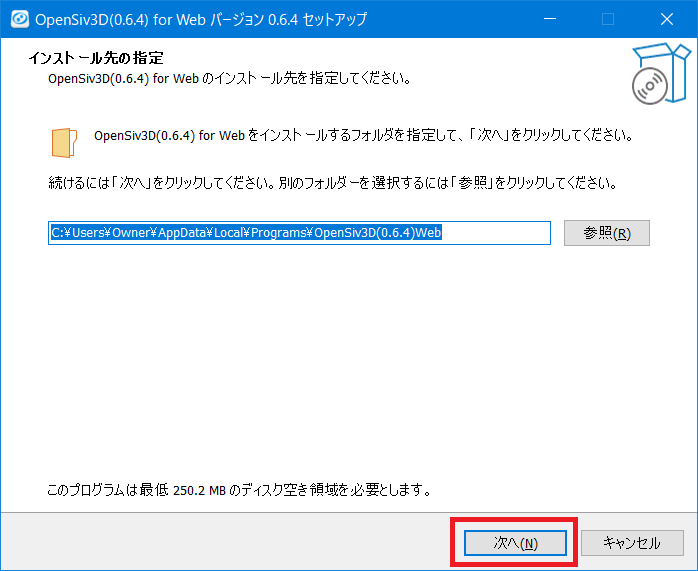 OpenSiv3D(0.6.4) for Web バージョン 0.6.4 セットアップ
インストール先の指定
OpenSiv3D(0.6.4) for Web のインストール先を指定してください。
OpenSiv3D(0.6.4) for Web をインストールするフォルダを指定して、「次へ」をクリックしてください。
続けるには「次へ」をクリックしてください。別のフォルダーを選択するには「参照」をクリックしてください。
C:¥Users¥Owner¥AppData¥Local¥Programs¥OpenSiv3D(0.6.4)Web
参照(R)
このプログラムは最低 250.2 MB のディスク空き領域を必要とします。
次へ(N)
キャンセル